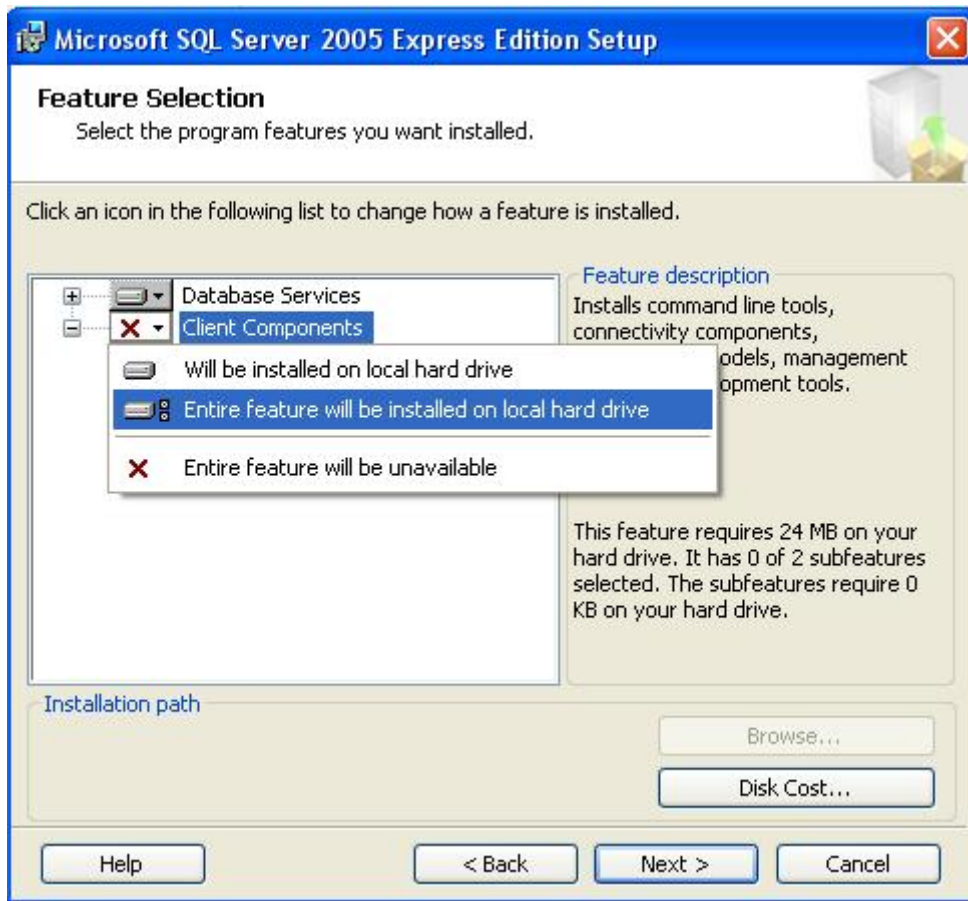 Microsoft SQL Server 2005 Express Edition Setup
Feature Selection
Select the program features you want installed.
Click an icon in the following list to change how a feature is installed.
Database Services
Client Components
Will be installed on local hard drive
Entire feature will be installed on local hard drive
Entire feature will be unavailable
Feature description
Installs command line tools,
connectivity components,
odels, management
opment tools.
This feature requires 24 MB on your
hard drive. It has 0 of 2 subfeatures
selected. The subfeatures require 0
KB on your hard drive.
Installation path
Browse...
Disk Cost...
Help
< Back
Next >
Cancel